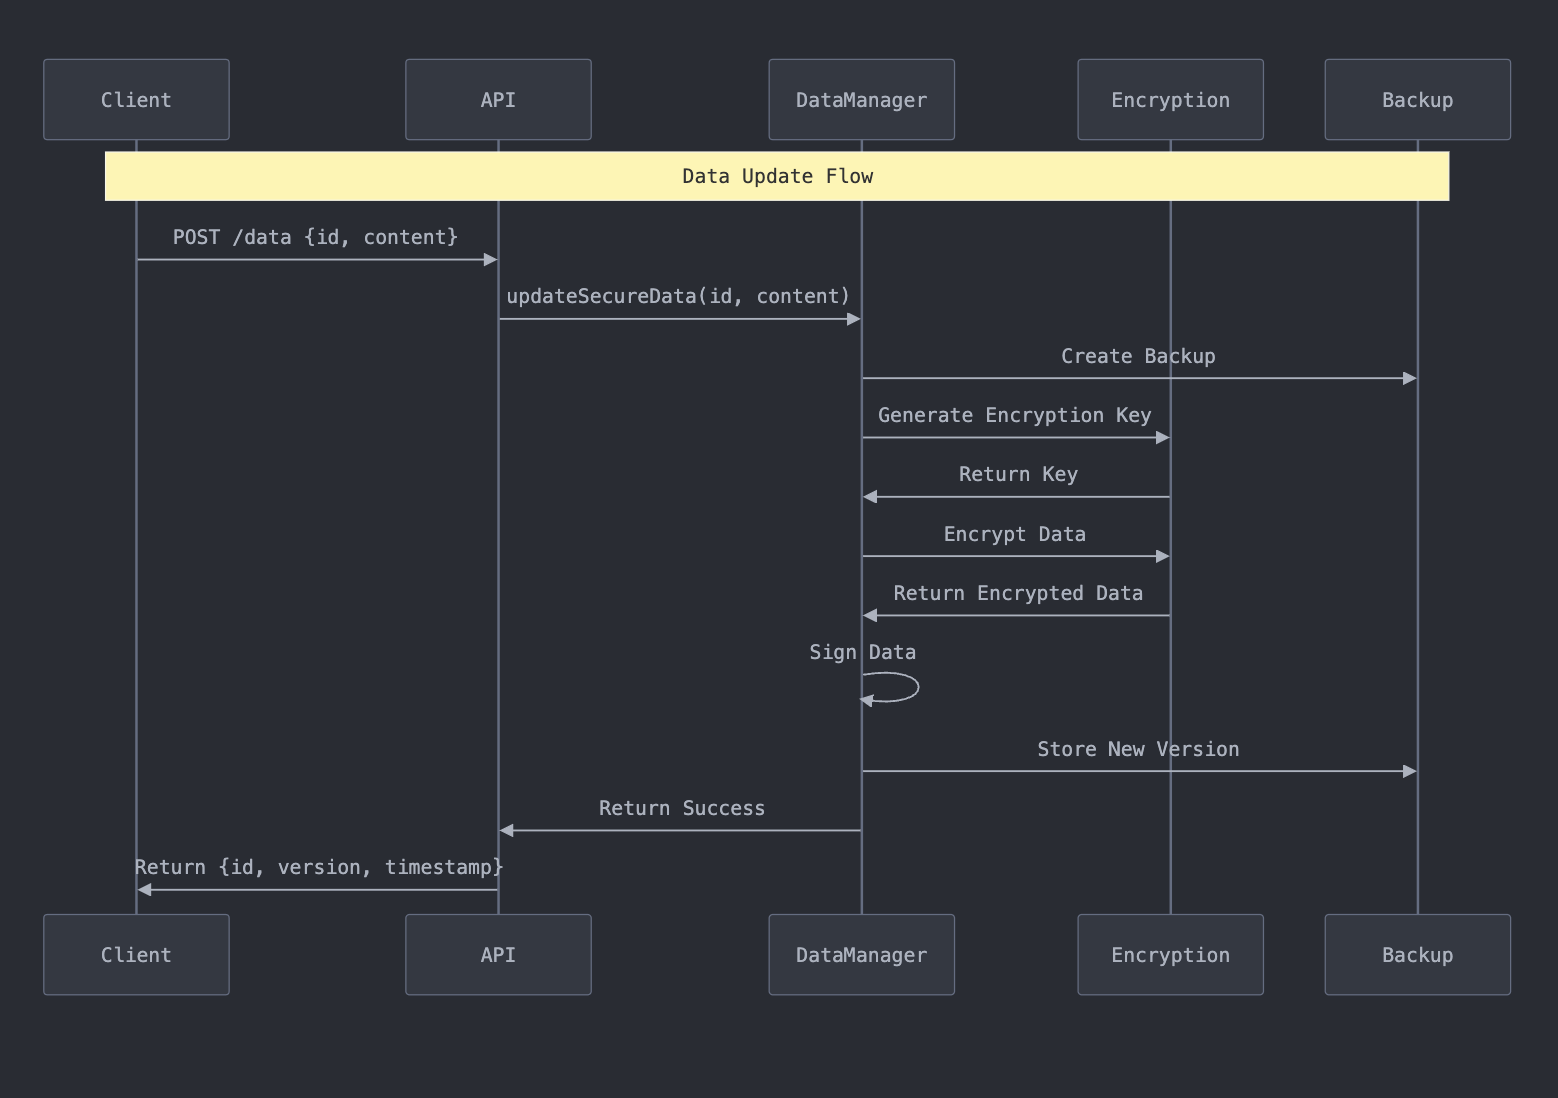 Client
API
DataManager
Encryption
Backup
Data Update Flow
POST /data {id, content}
updateSecureData(id, content)
Create Backup
Generate Encryption Key
Return Key
Encrypt Data
Return Encrypted Data
Sign Data
Store New Version
Return Success
Return {id, version, timestamp}
Client
API
DataManager
Encryption
Backup